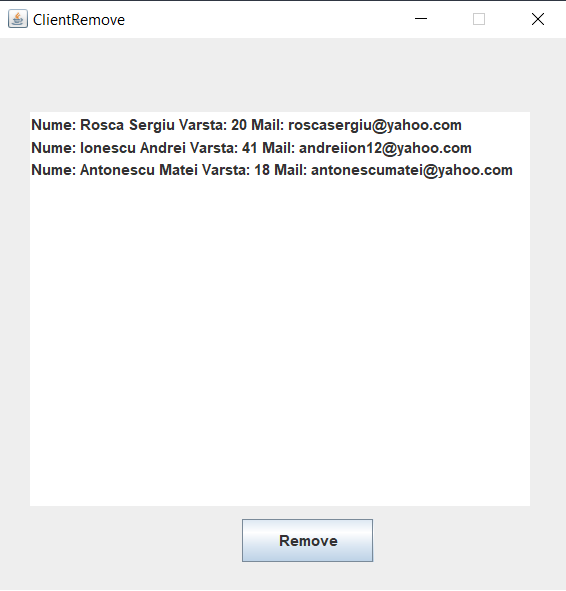 ClientRemove
Nume: Rosca Sergiu Varsta: 20 Mail: roscasergiu@yahoo.com
Nume: Ionescu Andrei Varsta: 41 Mail: andreiion12@yahoo.com
Nume: Antonescu Matei Varsta: 18 Mail: antonescumatei@yahoo.com
Remove